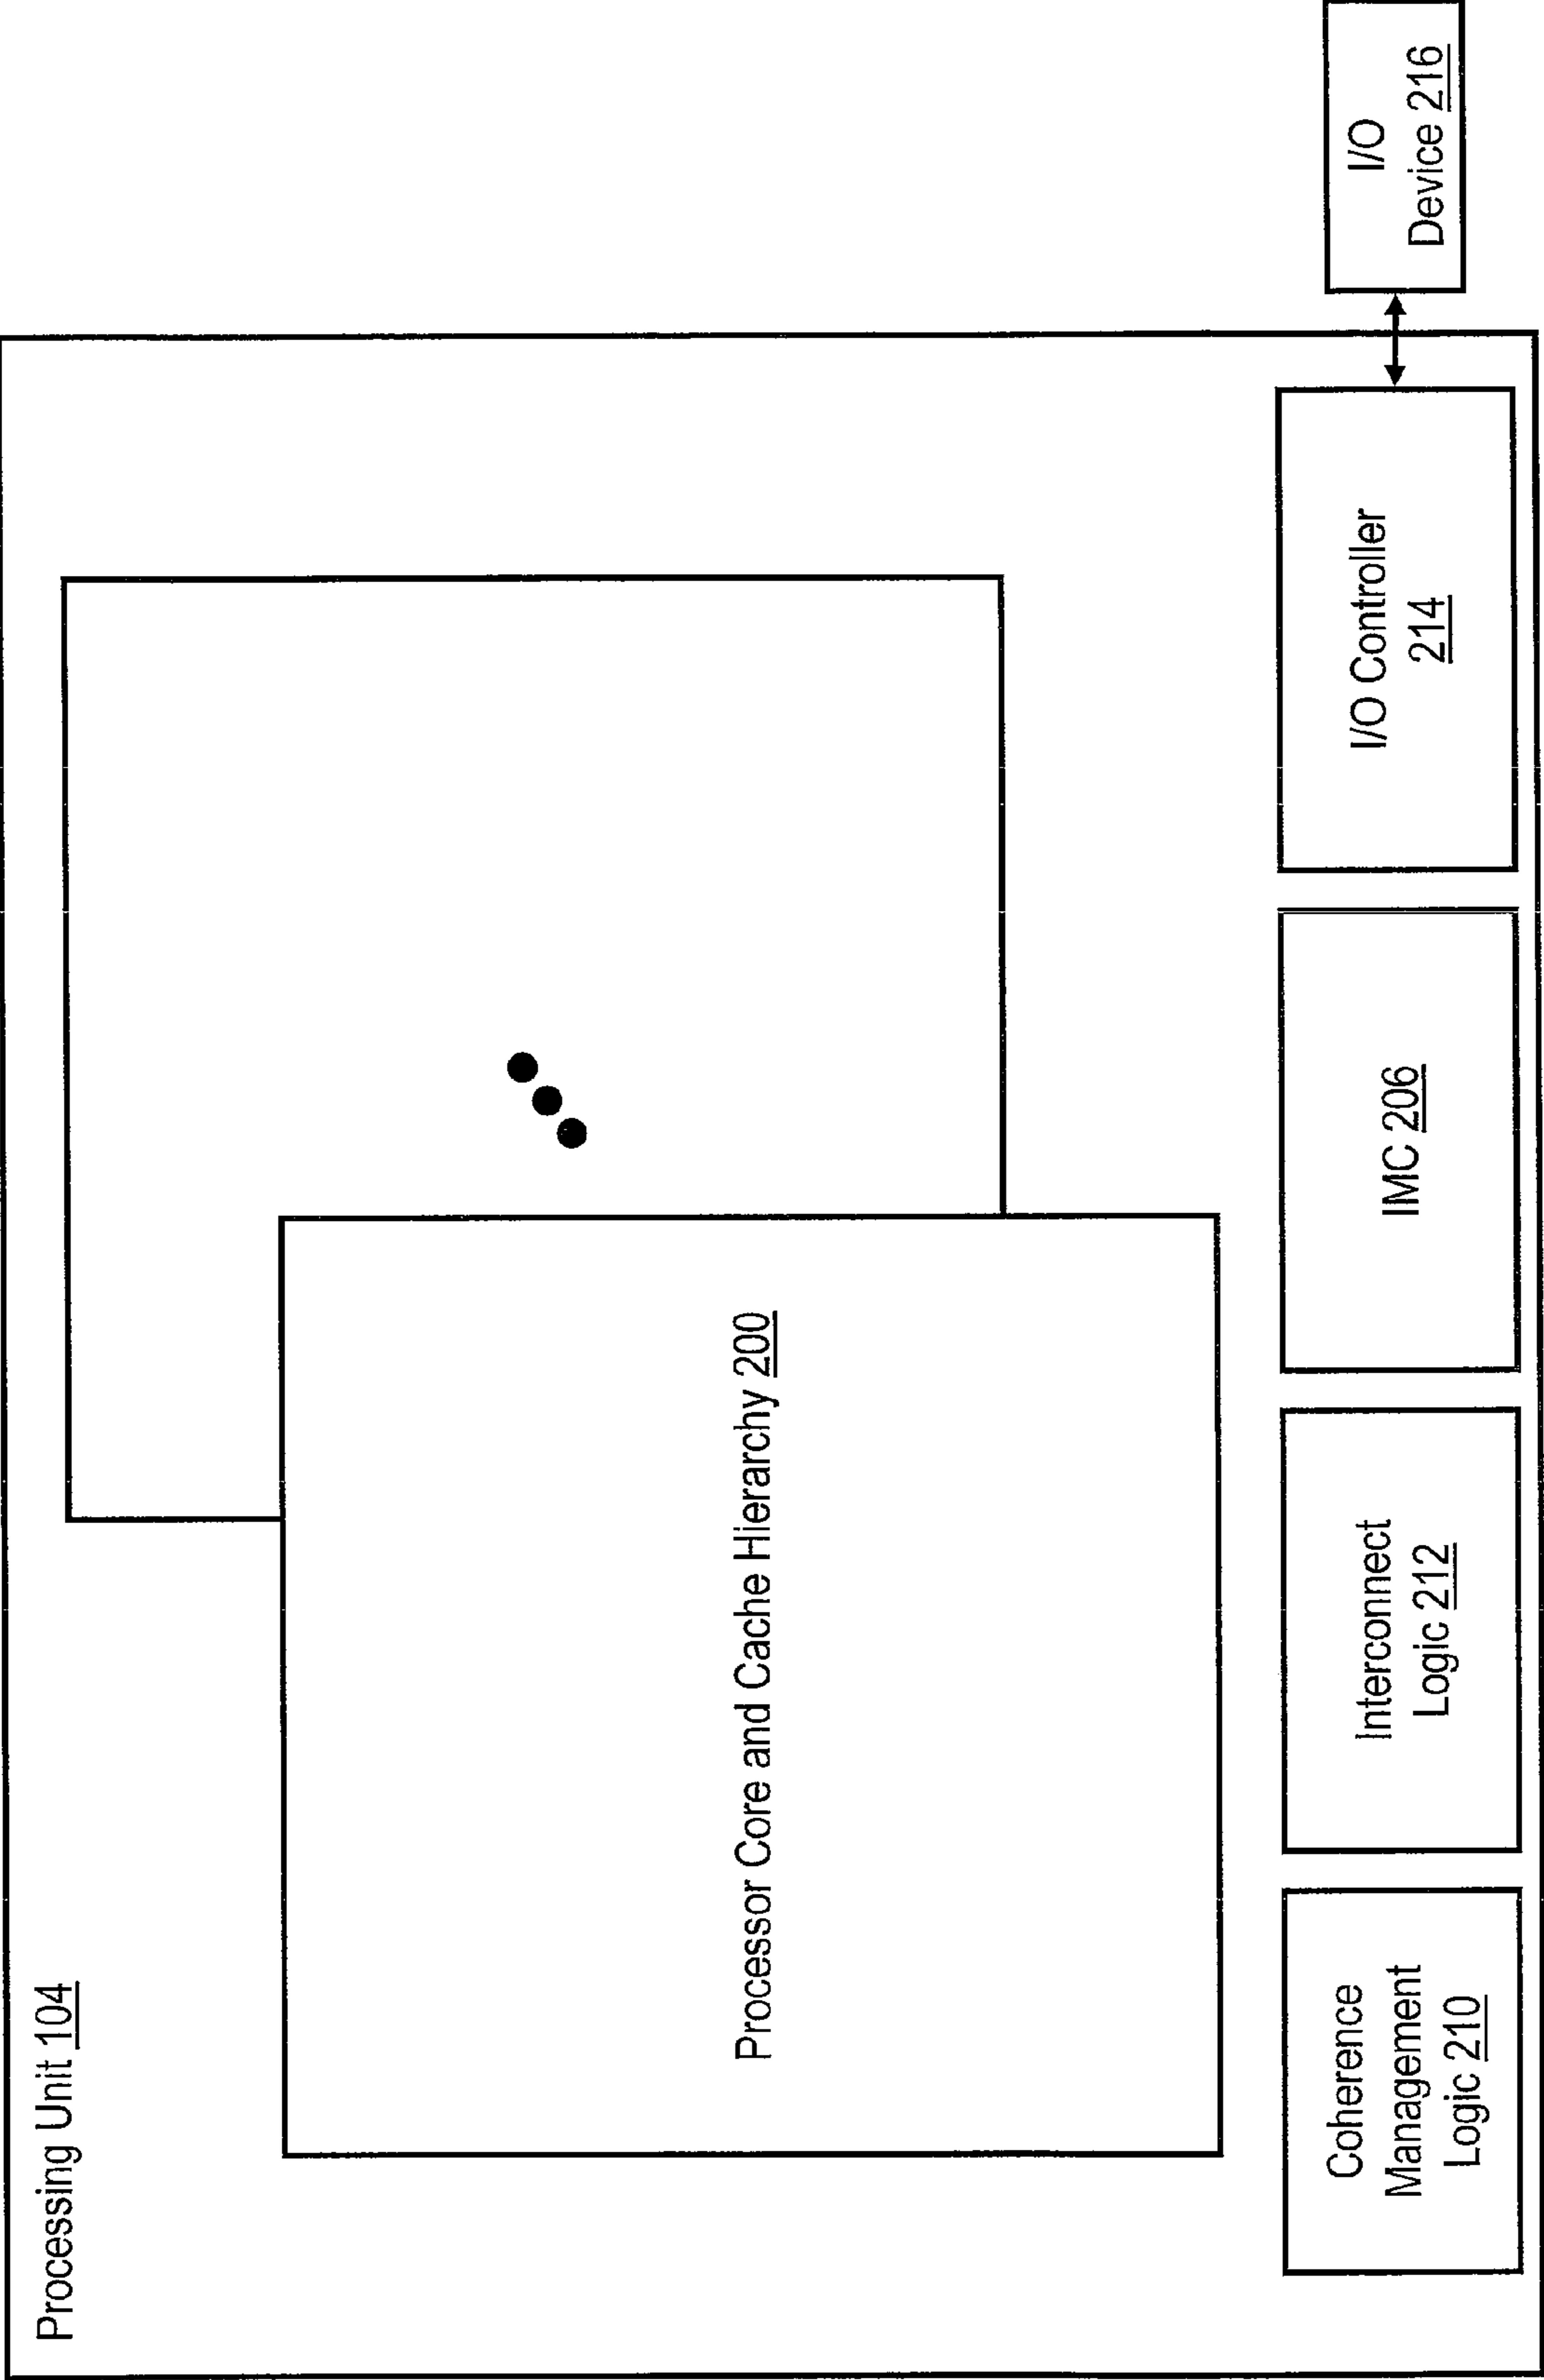 Processing Unit 104
Processor Core and Cache Hierarchy 200
Coherence
Management
Logic 210
Interconnect
Logic 212
IMC 206
I/O Controller
214
I/O
Device 216